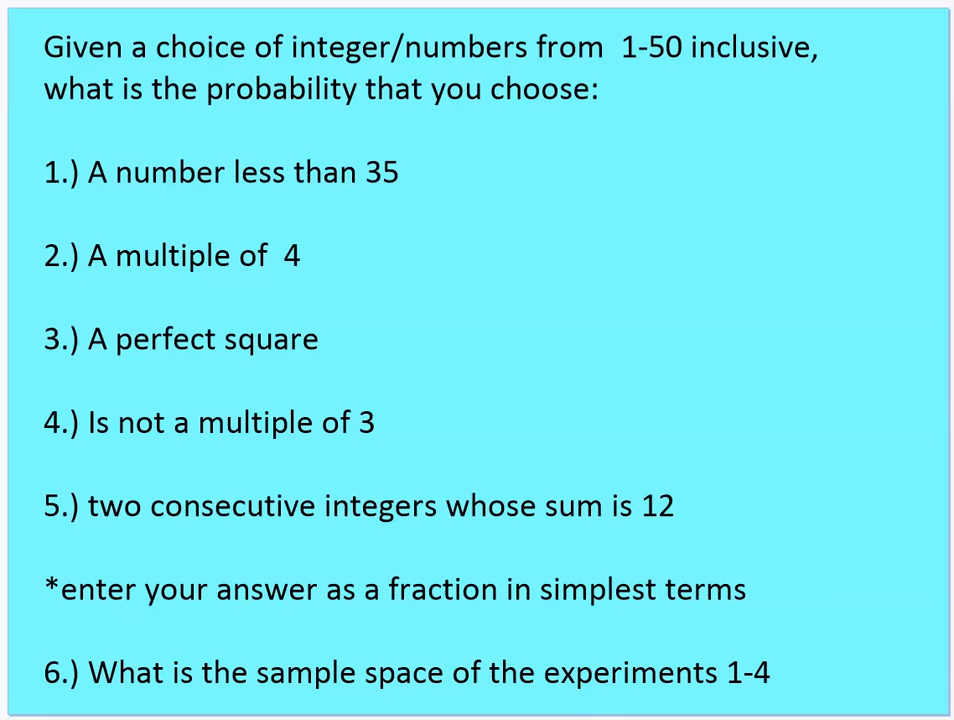 Given a choice of integer/numbers from  1-50 inclusive,
what is the probability that you choose:
1.) A number less than 35
2.) A multiple of  4
3.) A perfect square
4.) Is not a multiple of 3
5.) two consecutive integers whose sum is 12
*enter your answer as a fraction in simplest terms
6.) What is the sample space of the experiments 1-4